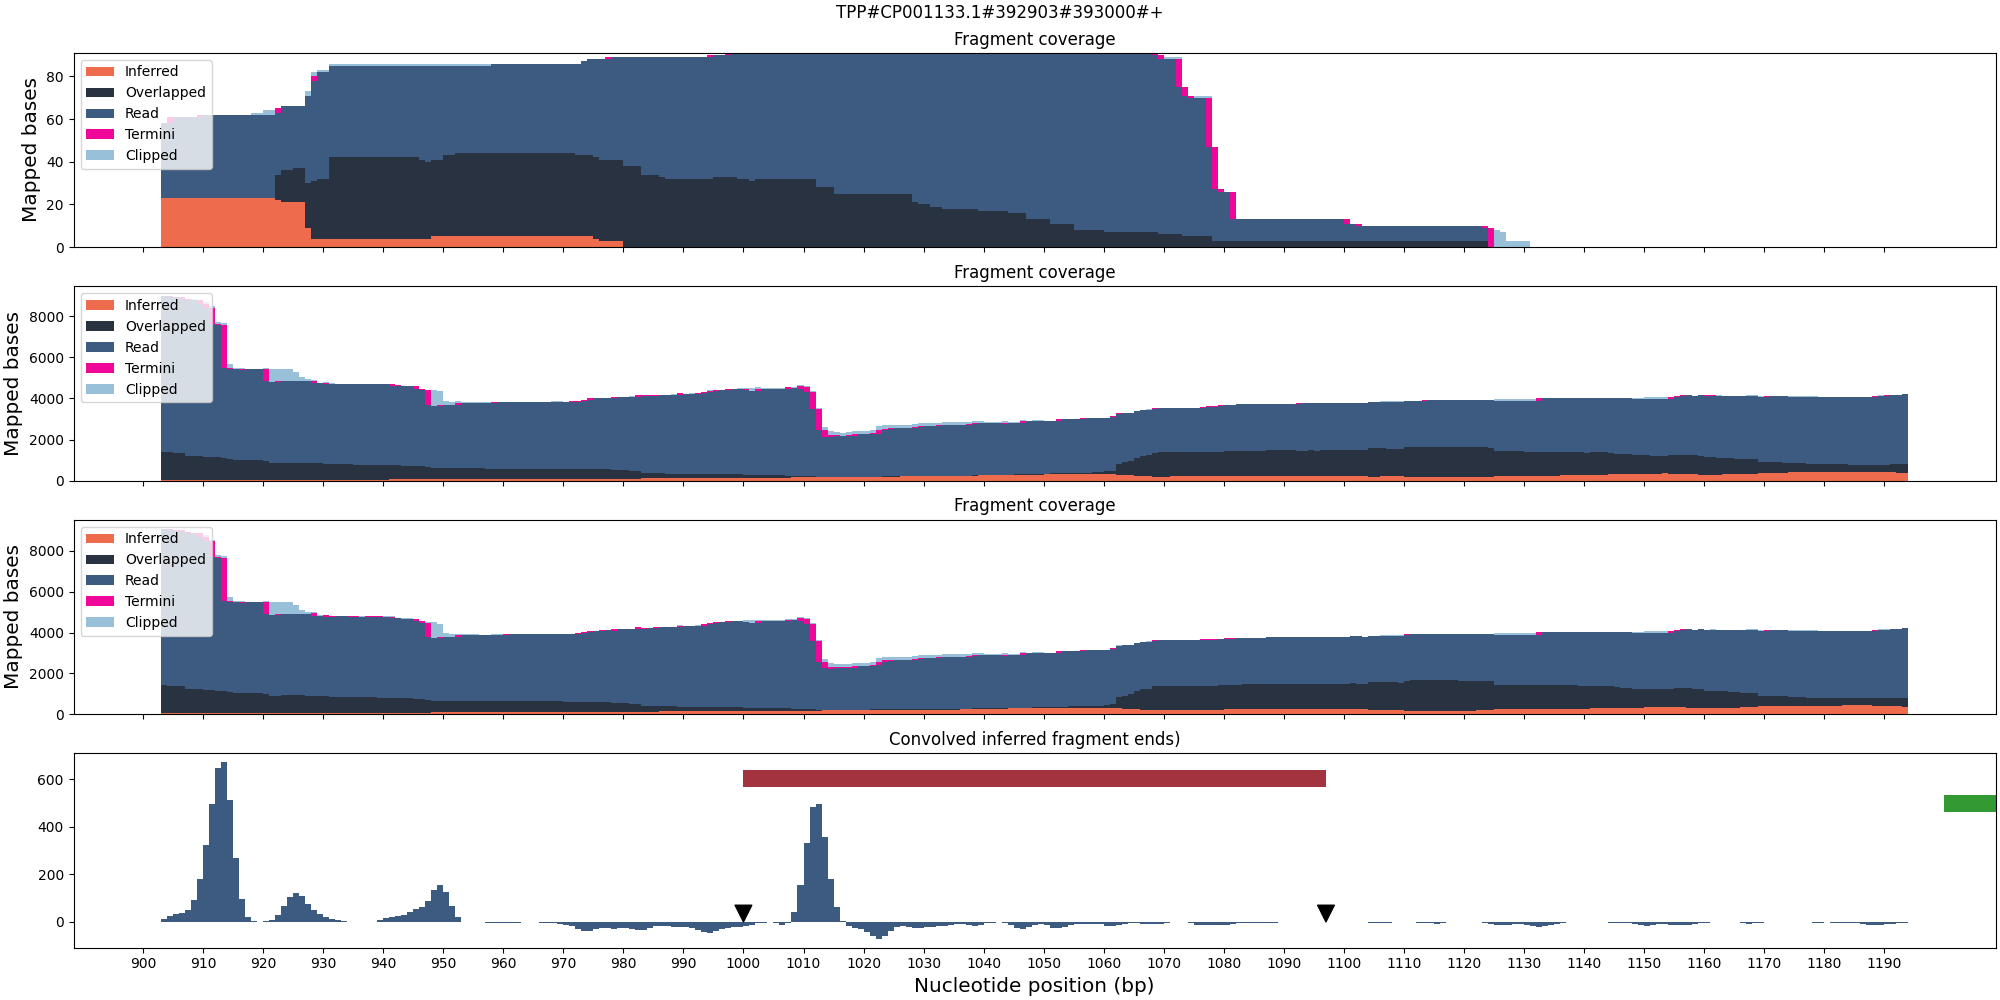 TPP#CP001133.1#392903#393000#+
Fragment coverage
Mapped bases
80
60
40
20
0
Inferred
Overlapped
Read
Termini
Clipped
Fragment coverage
Mapped bases
8000
6000
4000
2000
0
Inferred
Overlapped
Read
Termini
Clipped
Fragment coverage
Mapped bases
8000
6000
4000
2000
0
Inferred
Overlapped
Read
Termini
Clipped
Convolved inferred fragment ends)
600
400
200
0
900 910 920 930 940 950 960 970 980 990 1000 1010 1020 1030 1040 1050 1060 1070 1080 1090 1100 1110 1120 1130 1140 1150 1160 1170 1180 1190
Nucleotide position (bp)